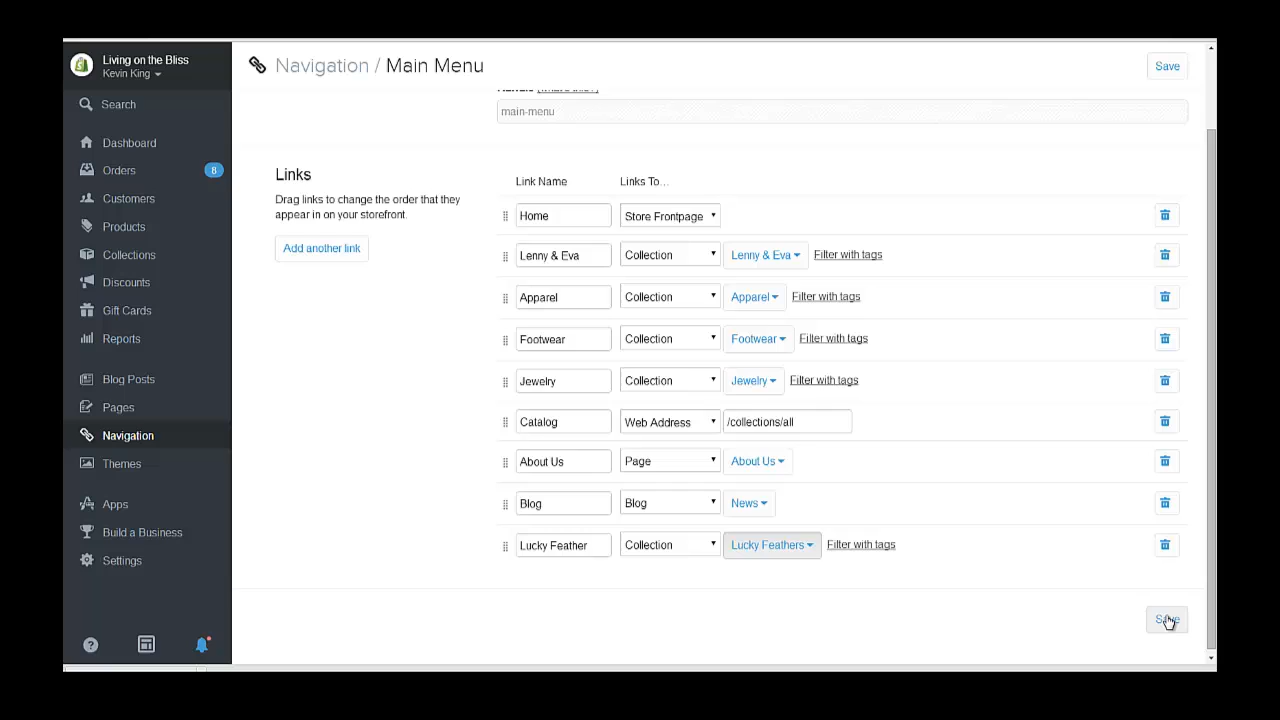 Living on the Bliss
Kevin King
Search
Dashboard
Orders 8
Customers
Products
Collections
Discounts
Gift Cards
Reports
Blog Posts
Pages
Navigation
Themes
Apps
Build a Business
Settings
Navigation / Main Menu
Save
main-menu
Links
Drag links to change the order that they
appear in on your storefront.
Add another link
Link Name Links To...
Home Store Frontpage
Lenny & Eva Collection Lenny & Eva Filter with tags
Apparel Collection Apparel Filter with tags
Footwear Collection Footwear Filter with tags
Jewelry Collection Jewelry Filter with tags
Catalog Web Address /collections/all
About Us Page About Us
Blog Blog News
Lucky Feather Collection Lucky Feathers Filter with tags
Save